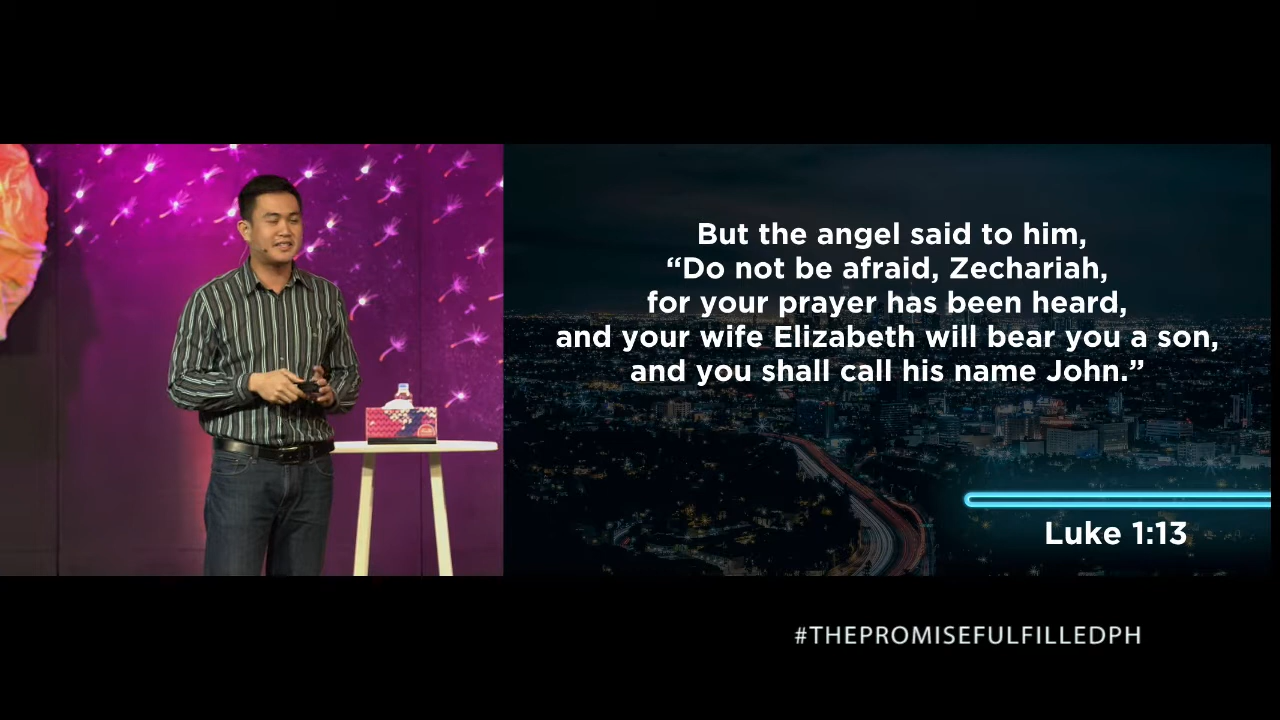 But the angel said to him,
“Do not be afraid, Zechariah,
for your prayer has been heard,
and your wife Elizabeth will bear you a son,
and you shall call his name John.”
Luke 1:13
#THEPROMISEFULFILLEDPH